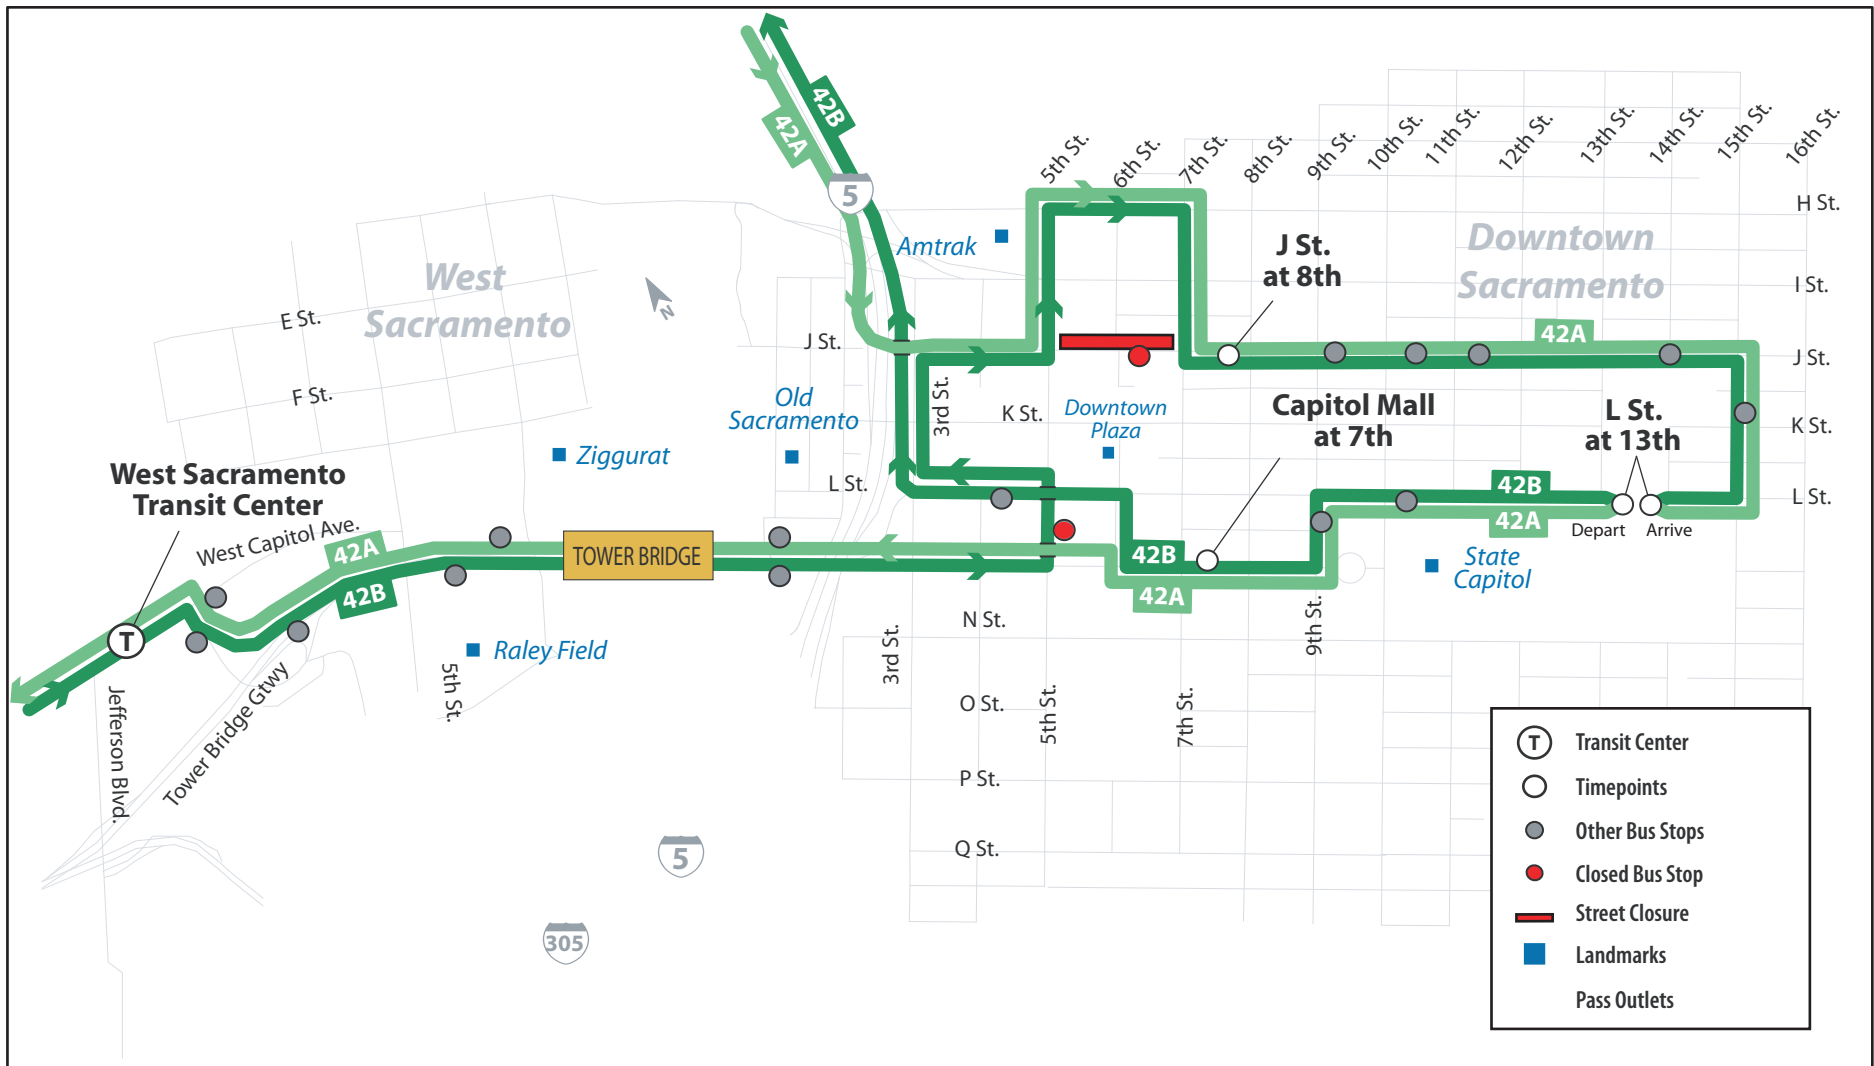 42B
42A
5
5th St.
6th St.
7th St.
8th St.
9th St.
10th St.
11th St.
12th St.
13th St.
14th St.
15th St.
16th St.
H St.
I St.
J St.
K St.
L St.
Amtrak
J St.
at 8th
Downtown
Sacramento
West
Sacramento
E St.
F St.
N
J St.
42A
3rd St.
K St.
Old
Sacramento
Downtown
Plaza
Capitol Mall
at 7th
L St.
at 13th
Ziggurat
L St.
West Sacramento
Transit Center
West Capitol Ave.
42A
42B
TOWER BRIDGE
42B
42A
42B
42A
Depart
Arrive
State
Capitol
T
Raley Field
Jefferson Blvd.
Tower Bridge Gtwy
5th St.
3rd St.
5th St.
7th St.
9th St.
N St.
O St.
P St.
Q St.
5
305
T
Transit Center
Timepoints
Other Bus Stops
Closed Bus Stop
Street Closure
Landmarks
Pass Outlets